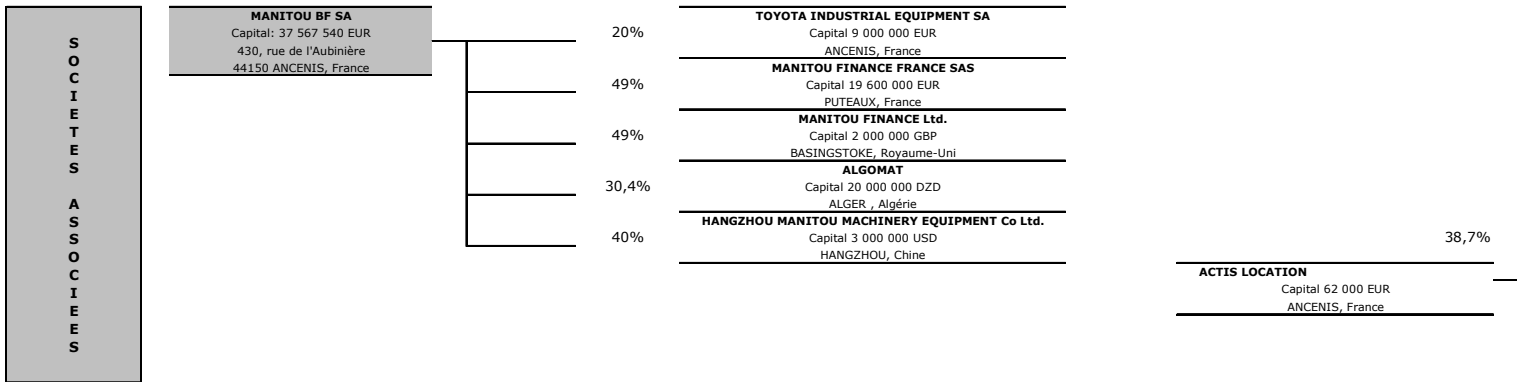 SOCIETES ASSOCIEES
MANITOU BF SA
Capital: 37 567 540 EUR
430, rue de l'Aubinière
44150 ANCENIS, France
20%
TOYOTA INDUSTRIAL EQUIPMENT SA
Capital 9 000 000 EUR
ANCENIS, France
49%
MANITOU FINANCE FRANCE SAS
Capital 19 600 000 EUR
PUTEAUX, France
49%
MANITOU FINANCE Ltd.
Capital 2 000 000 GBP
BASINGSTOKE, Royaume-Uni
30,4%
ALGOMAT
Capital 20 000 000 DZD
ALGER , Algérie
40%
HANGZHOU MANITOU MACHINERY EQUIPMENT Co Ltd.
Capital 3 000 000 USD
HANGZHOU, Chine
38,7%
ACTIS LOCATION
Capital 62 000 EUR
ANCENIS, France